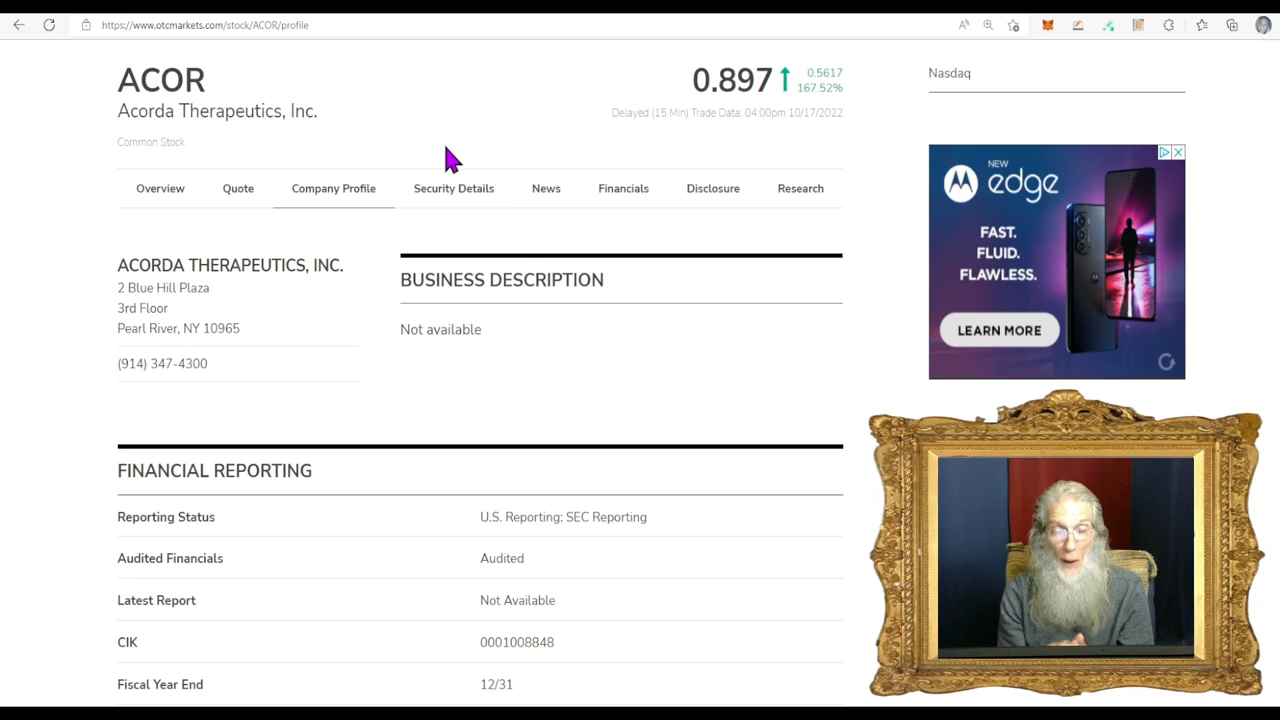 https://www.otcmarkets.com/stock/ACOR/profile
ACOR
Acorda Therapeutics, Inc.
Common Stock
0.897
0.5617
167.52%
Delayed (15 Min) Trade Data: 04:00pm 10/17/2022
Nasdaq
Overview Quote Company Profile Security Details News Financials Disclosure Research
ACORDA THERAPEUTICS, INC.
2 Blue Hill Plaza
3rd Floor
Pearl River, NY 10965
(914) 347-4300
BUSINESS DESCRIPTION
Not available
NEW
edge
FAST.
FLUID.
FLAWLESS.
LEARN MORE
FINANCIAL REPORTING
Reporting Status U.S. Reporting: SEC Reporting
Audited Financials Audited
Latest Report Not Available
CIK 0001008848
Fiscal Year End 12/31